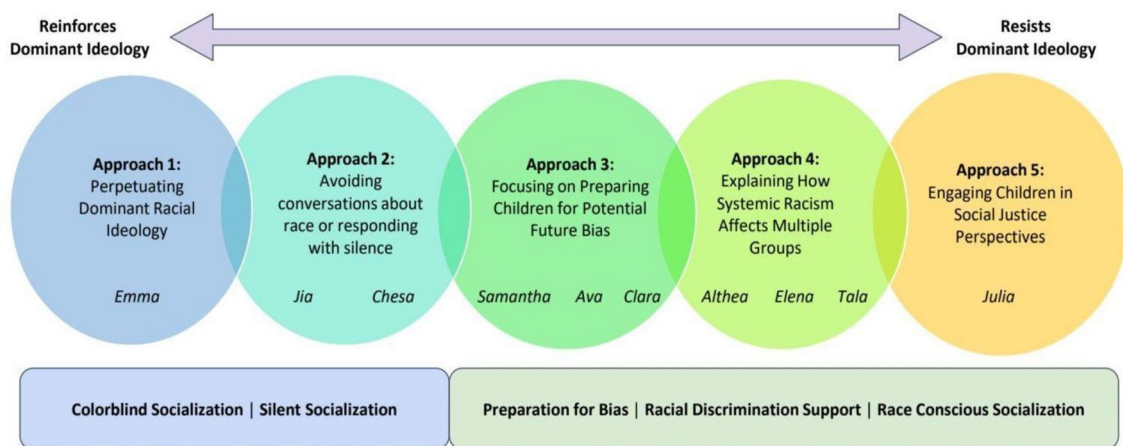 Reinforces
Dominant Ideology
Resists
Dominant Ideology
Approach 1:
Perpetuating
Dominant Racial
Ideology
Emma
Approach 2:
Avoiding
conversations about
race or responding
with silence
Jia Chesa
Approach 3:
Focusing on Preparing
Children for Potential
Future Bias
Samantha Ava Clara
Approach 4:
Explaining How
Systemic Racism
Affects Multiple
Groups
Althea Elena Tala
Approach 5:
Engaging Children in
Social Justice
Perspectives
Julia
Colorblind Socialization | Silent Socialization
Preparation for Bias | Racial Discrimination Support | Race Conscious Socialization